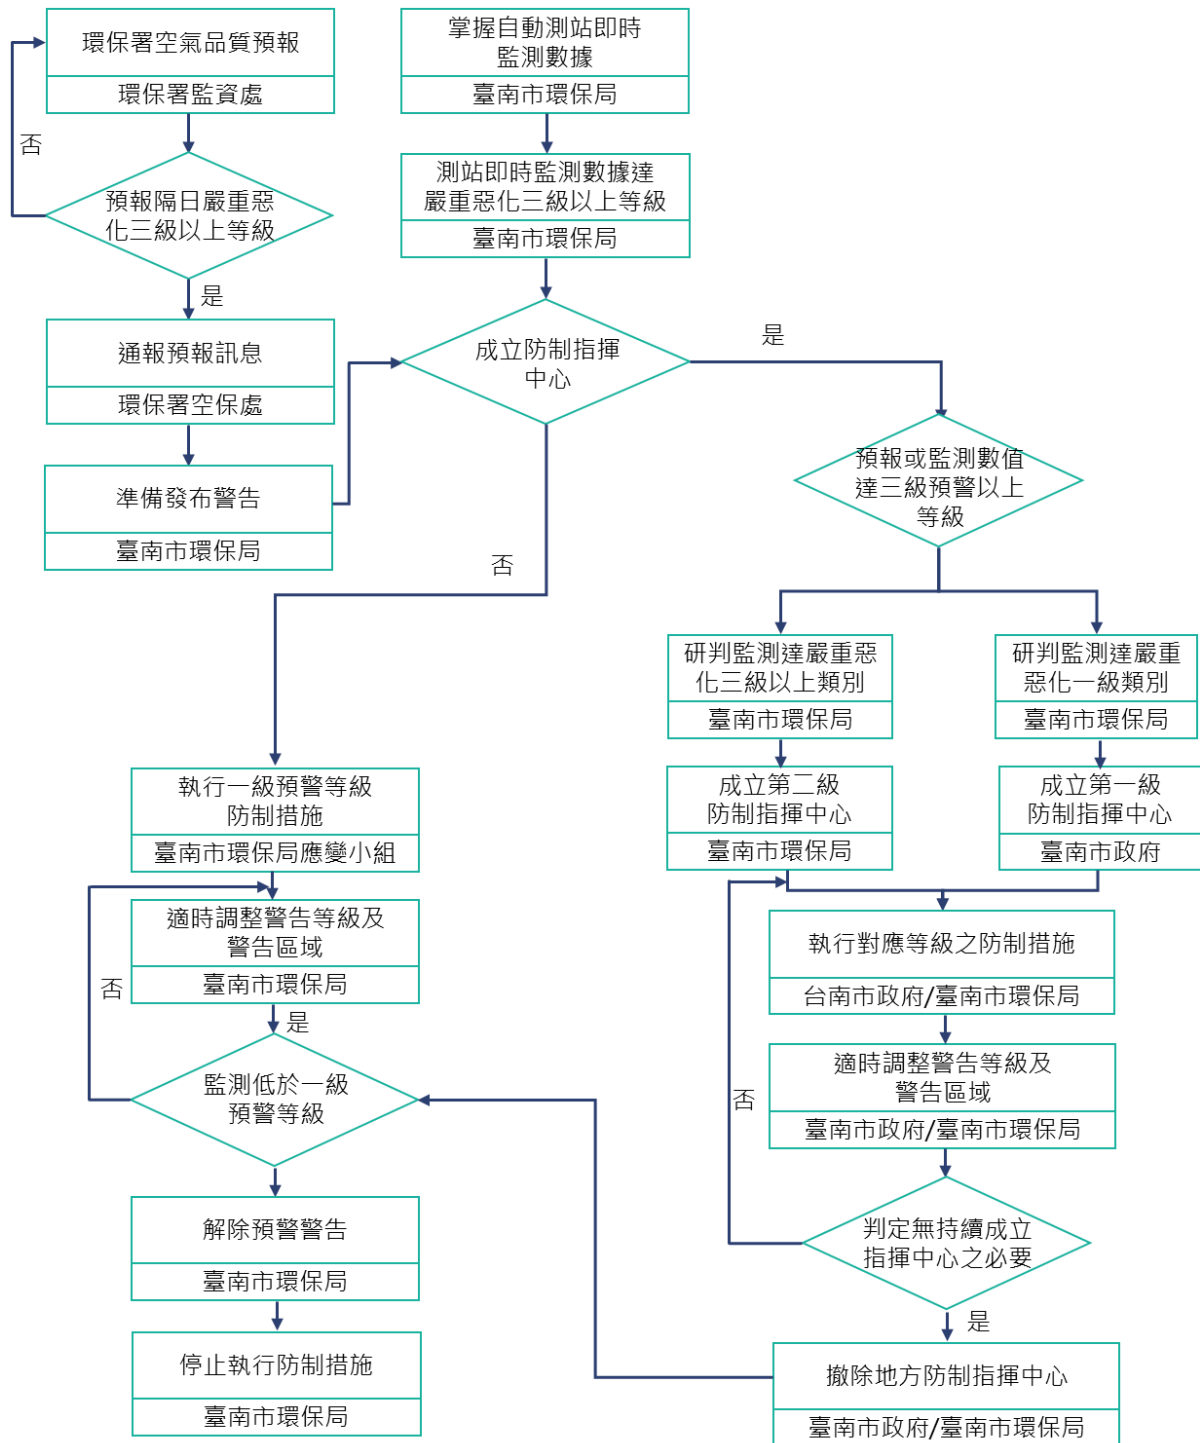 環保署空氣品質預報
環保署監資處
否
預報隔日嚴重惡
化三級以上等級
是
通報預報訊息
環保署空保處
準備發布警告
臺南市環保局
掌握自動測站即時
監測數據
臺南市環保局
測站即時監測數據達
嚴重惡化三級以上等級
臺南市環保局
成立防制指揮
中心
是
否
預報或監測數值
達三級預警以上
等級
研判監測達嚴重惡
化三級以上類別
臺南市環保局
研判監測達嚴重
惡化一級類別
臺南市環保局
成立第二級
防制指揮中心
臺南市環保局
成立第一級
防制指揮中心
臺南市政府
執行對應等級之防制措施
台南市政府/臺南市環保局
適時調整警告等級及
警告區域
臺南市政府/臺南市環保局
否
判定無持續成立
指揮中心之必要
是
撤除地方防制指揮中心
臺南市政府/臺南市環保局
執行一級預警等級
防制措施
臺南市環保局應變小組
適時調整警告等級及
警告區域
臺南市環保局
否
是
監測低於一級
預警等級
解除預警警告
臺南市環保局
停止執行防制措施
臺南市環保局